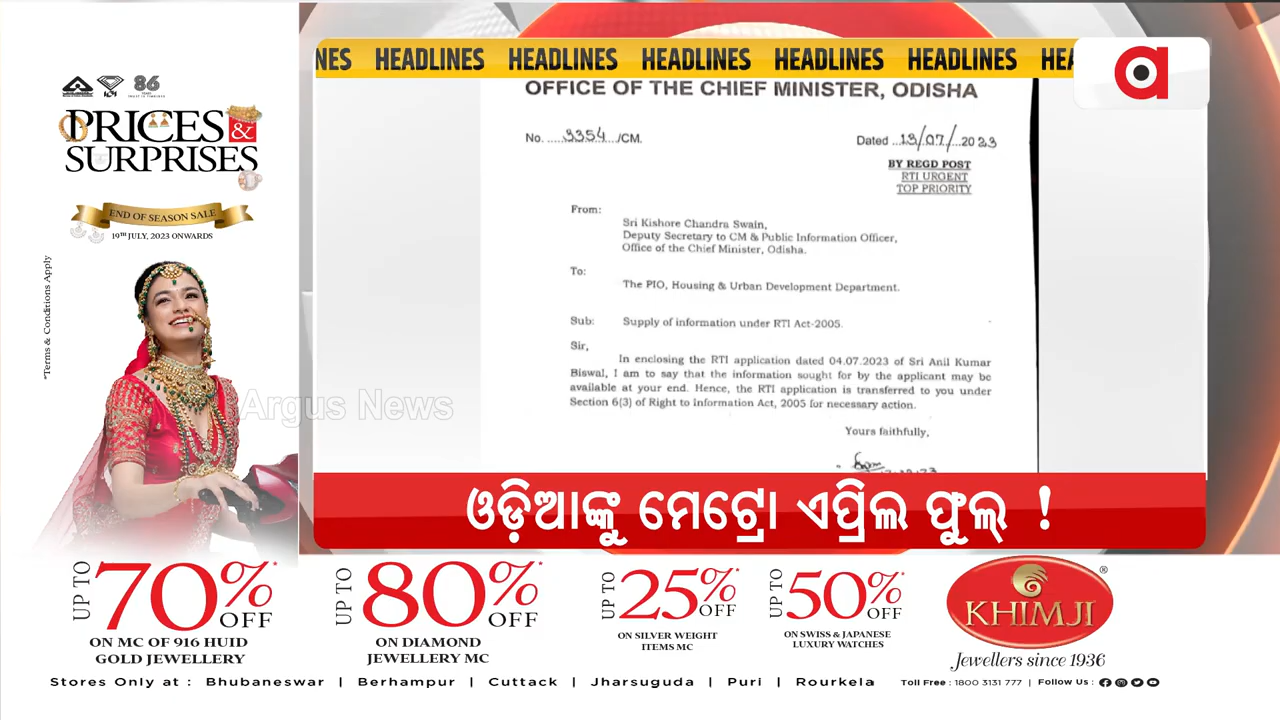 NES HEADLINES HEADLINES HEADLINES HEADLINES HEADLINES HEA
a
86
PRICES &
SURPRISES
END OF SEASON SALE
19TH JULY, 2023 ONWARDS
*Terms & Conditions Apply
OFFICE OF THE CHIEF MINISTER, ODISHA
No. ....3354.../CM.
Dated ...13/07/...2023
BY REGD POST
RTI URGENT
TOP PRIORITY
From:
Sri Kishore Chandra Swain,
Deputy Secretary to CM & Public Information Officer,
Office of the Chief Minister, Odisha.
To:
The PIO, Housing & Urban Development Department.
Sub: Supply of information under RTI Act-2005.
Sir,
In enclosing the RTI application dated 04.07.2023 of Sri Anil Kumar
Biswal, I am to say that the information sought for by the applicant may be
available at your end. Hence, the RTI application is transferred to you under
Section 6(3) of Right to Information Act, 2005 for necessary action.
Yours faithfully,
Argus News
ଓଡ଼ିଆଙ୍କୁ ମେଟ୍ରୋ ଏପ୍ରିଲ ଫୁଲ୍ !
UP TO 70%* OFF
ON MC OF 916 HUID
GOLD JEWELLERY
UP TO 80%* OFF
ON DIAMOND
JEWELLERY MC
UP TO 25%* OFF
ON SILVER WEIGHT
ITEMS MC
UP TO 50%* OFF
ON SWISS & JAPANESE
LUXURY WATCHES
KHIMJI®
Jewellers since 1936
Stores Only at : Bhubaneswar | Berhampur | Cuttack | Jharsuguda | Puri | Rourkela
Toll Free : 1800 3131 777 | Follow Us :